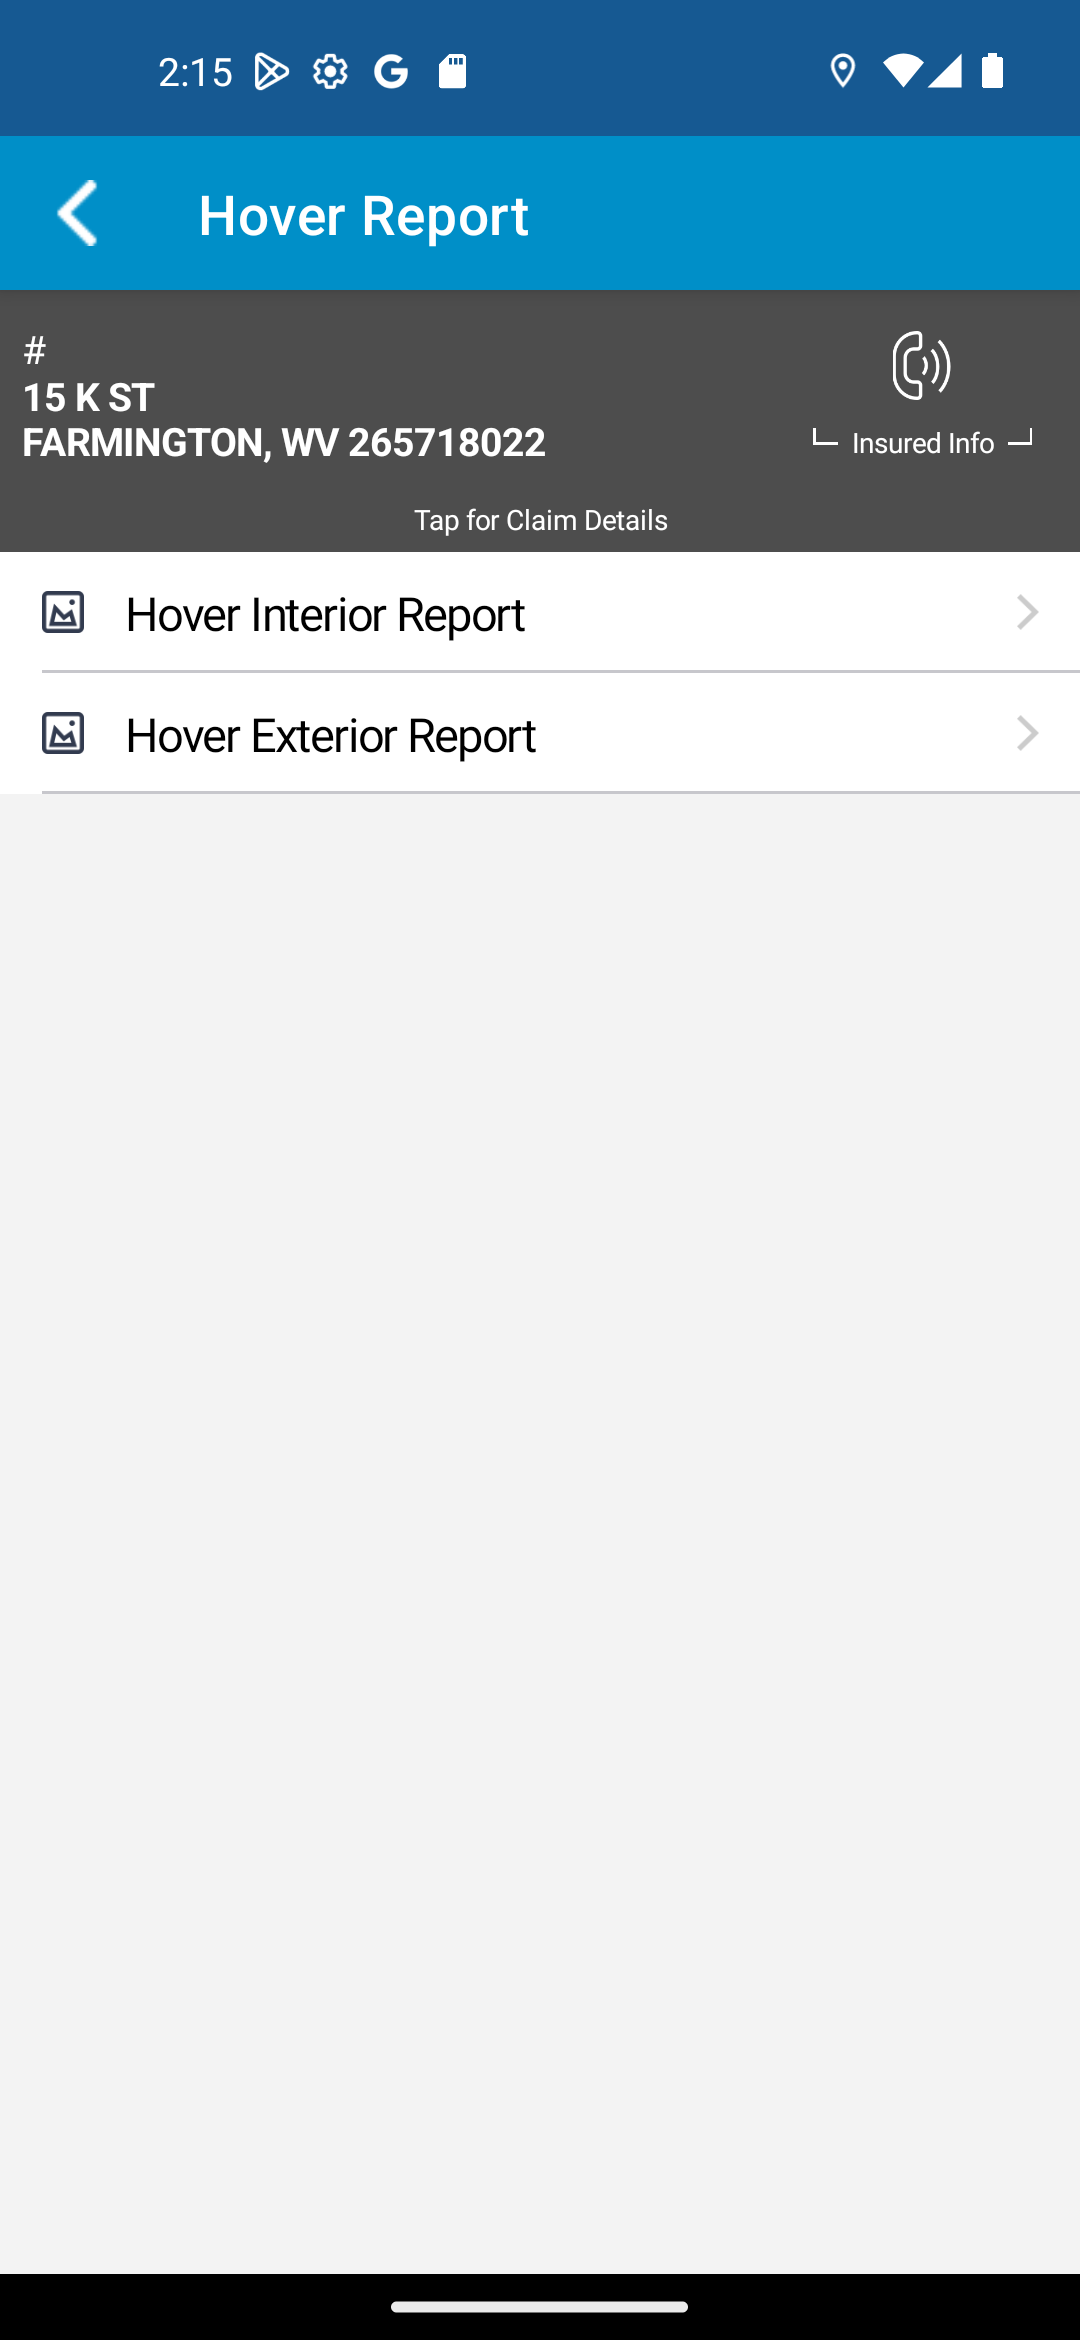 2:15
Hover Report
#
15 K ST
FARMINGTON, WV 265718022
Insured Info
Tap for Claim Details
Hover Interior Report
Hover Exterior Report